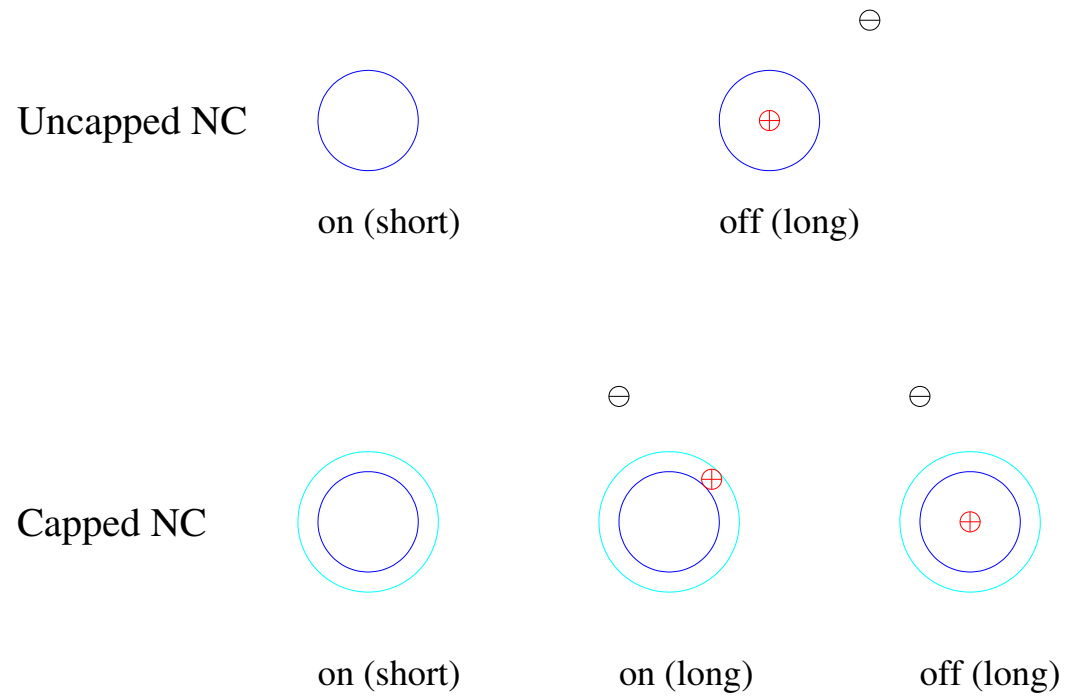 Uncapped NC
on (short)
off (long)
Capped NC
on (short)
on (long)
off (long)